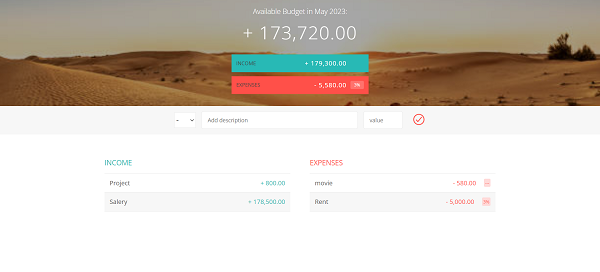 Available Budget in May 2023:
+ 173,720.00
INCOME + 179,300.00
EXPENSES - 5,580.00 3%
- Add description value
INCOME
Project + 800.00
Salery + 178,500.00
EXPENSES
movie - 580.00
Rent - 5,000.00 3%